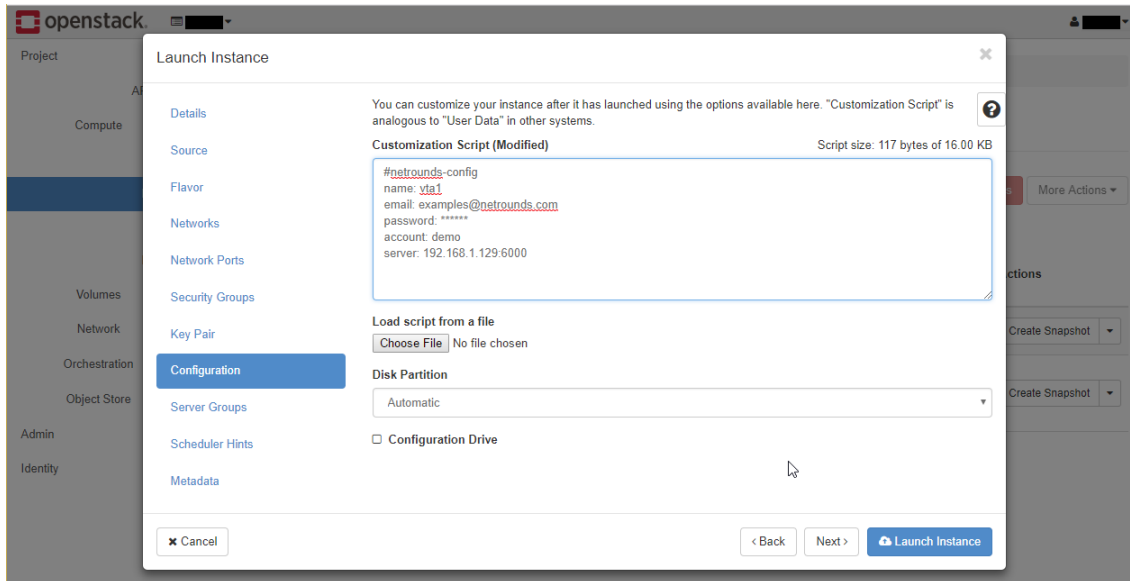 openstack.
Project
AP
Compute
Volumes
Network
Orchestration
Object Store
Admin
Identity
Launch Instance
Details
Source
Flavor
Networks
Network Ports
Security Groups
Key Pair
Configuration
Server Groups
Scheduler Hints
Metadata
You can customize your instance after it has launched using the options available here. "Customization Script" is
analogous to "User Data" in other systems.
Customization Script (Modified) Script size: 117 bytes of 16.00 KB
#netrounds-config
name: vta1
email: examples@netrounds.com
password: ******
account: demo
server: 192.168.1.129:6000
Load script from a file
Choose File No file chosen
Disk Partition
Automatic
Configuration Drive
Cancel
< Back
Next >
Launch Instance
s
More Actions
ctions
Create Snapshot
Create Snapshot